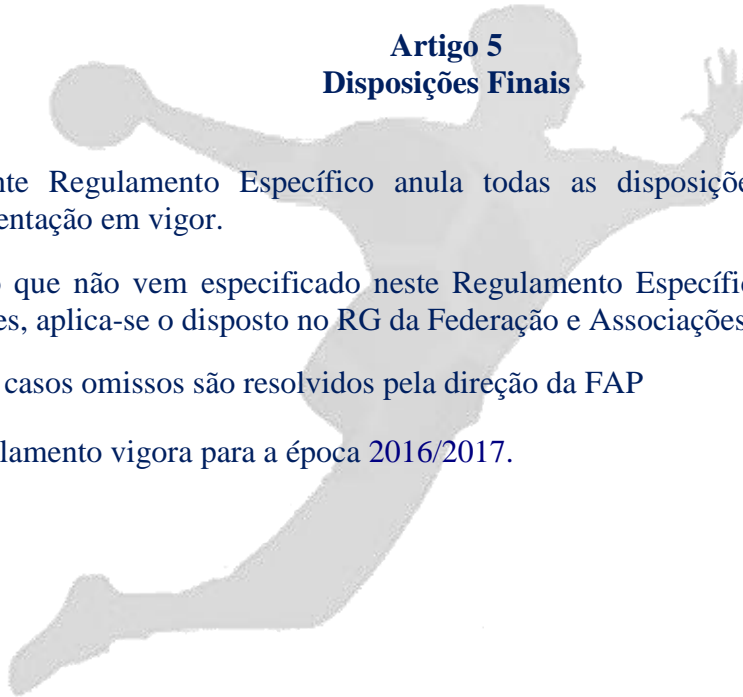 Artigo 5
Disposições Finais
nte Regulamento Específico anula todas as disposiçõe
entação em vigor.
que não vem especificado neste Regulamento Específic
es, aplica-se o disposto no RG da Federação e Associações
casos omissos são resolvidos pela direção da FAP
lamento vigora para a época 2016/2017.